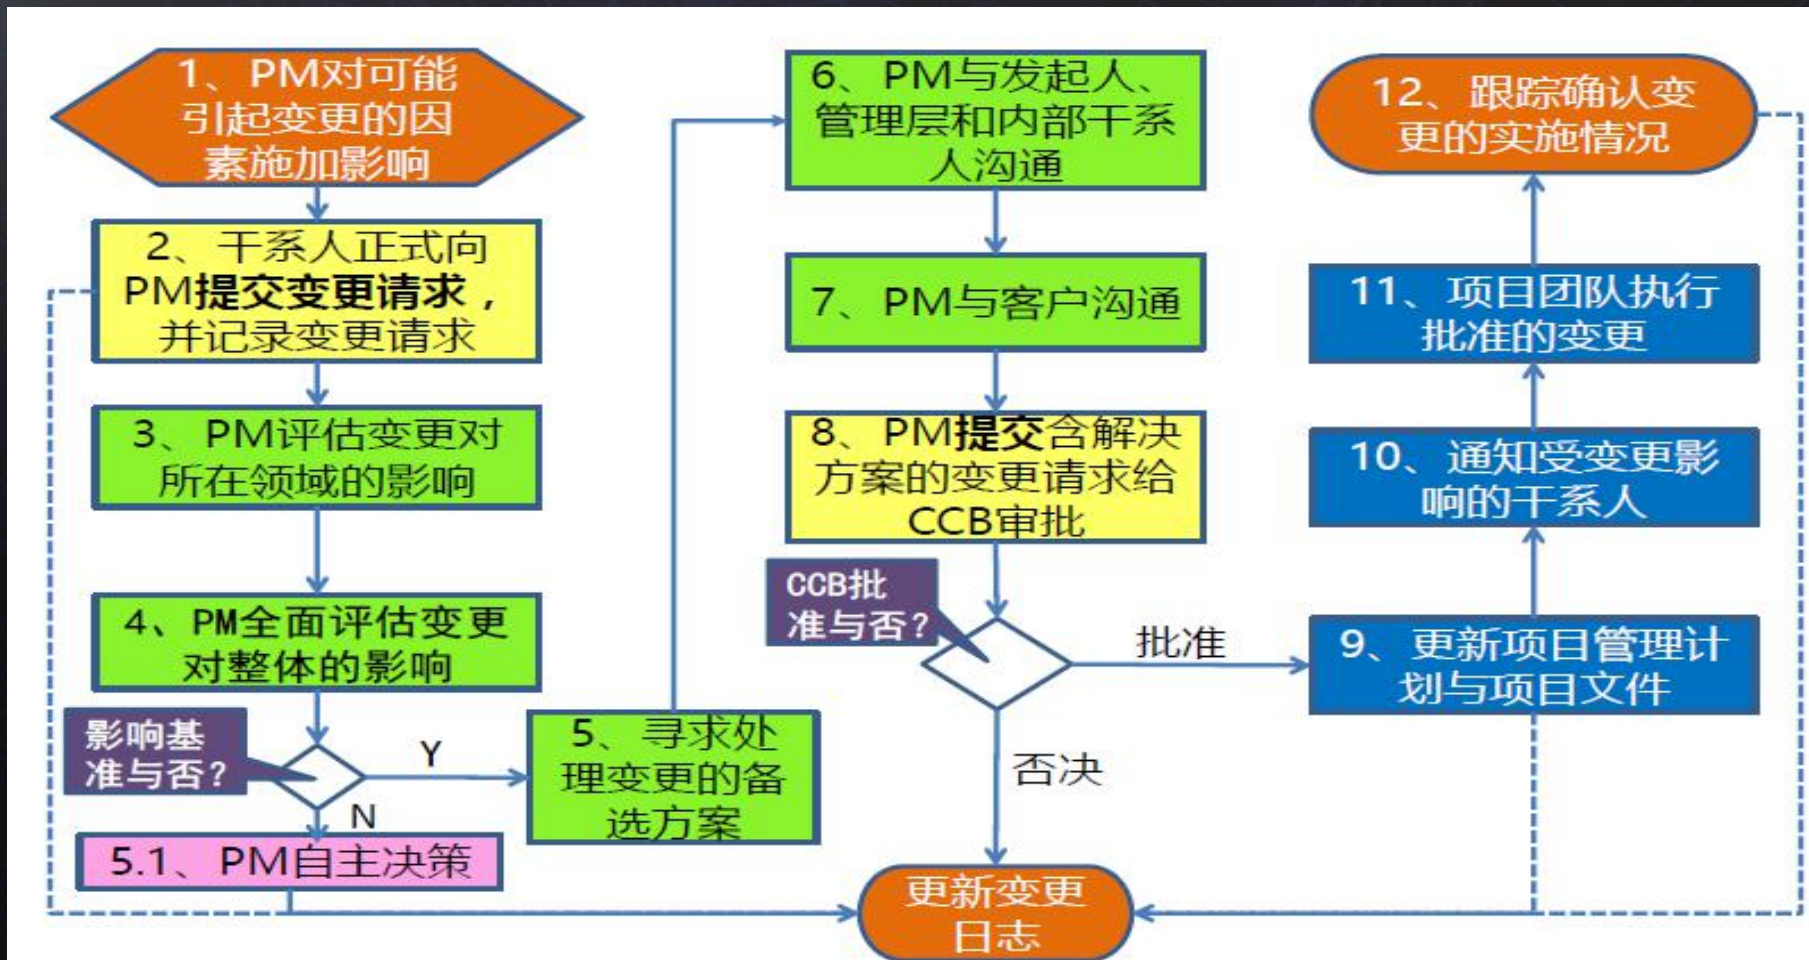 1、PM对可能
引起变更的因
素施加影响
2、干系人正式向
PM提交变更请求，
并记录变更请求
3、PM评估变更对
所在领域的影响
4、PM全面评估变更
对整体的影响
影响基
准与否?
Y
N
5、寻求处
理变更的备
选方案
5.1、PM自主决策
6、PM与发起人、
管理层和内部干系
人沟通
7、PM与客户沟通
8、PM提交含解决
方案的变更请求给
CCB审批
CCB批
准与否?
批准
否决
9、更新项目管理计
划与项目文件
10、通知受变更影
响的干系人
11、项目团队执行
批准的变更
12、跟踪确认变
更的实施情况
更新变更
日志